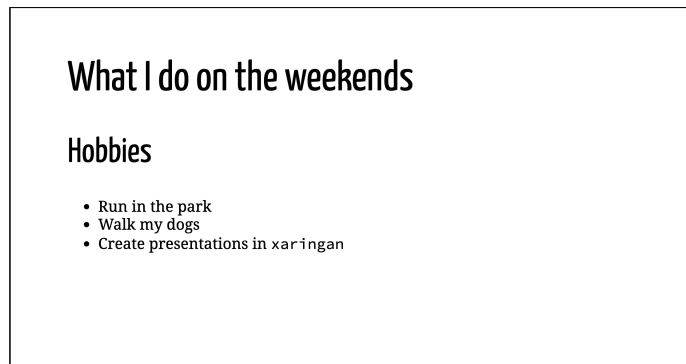 What I do on the weekends
Hobbies
Run in the park
Walk my dogs
Create presentations in xaringan